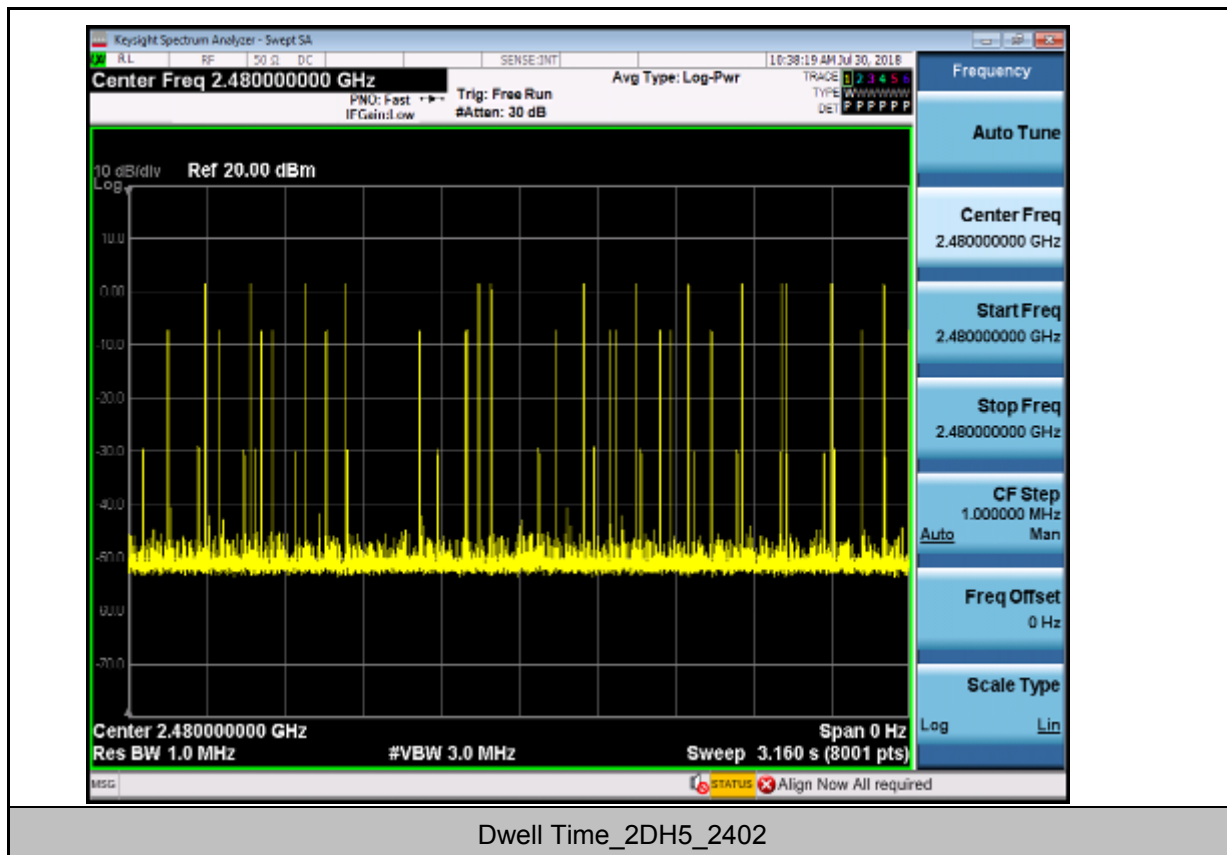 Keysight Spectrum Analyzer - Swept SA
RL RF 50 Ω DC SENSE:INT 10:38:19 AM Jul 30, 2018
Center Freq 2.480000000 GHz
Avg Type: Log-Pwr
TRACE 1 2 3 4 5 6
PNO: Fast
Trig: Free Run
TYPE WWWWWW
IFGain:Low
#Atten: 30 dB
DET P P P P P P
10 dB/div
Ref 20.00 dBm
Log
10.0
0.00
-10.0
-20.0
-30.0
-40.0
-50.0
-60.0
-70.0
Center 2.480000000 GHz
Span 0 Hz
Res BW 1.0 MHz
#VBW 3.0 MHz
Sweep 3.160 s (8001 pts)
MSG
STATUS
Align Now All required
Frequency
Auto Tune
Center Freq
2.480000000 GHz
Start Freq
2.480000000 GHz
Stop Freq
2.480000000 GHz
CF Step
1.000000 MHz
Auto Man
Freq Offset
0 Hz
Scale Type
Log Lin
Dwell Time_2DH5_2402